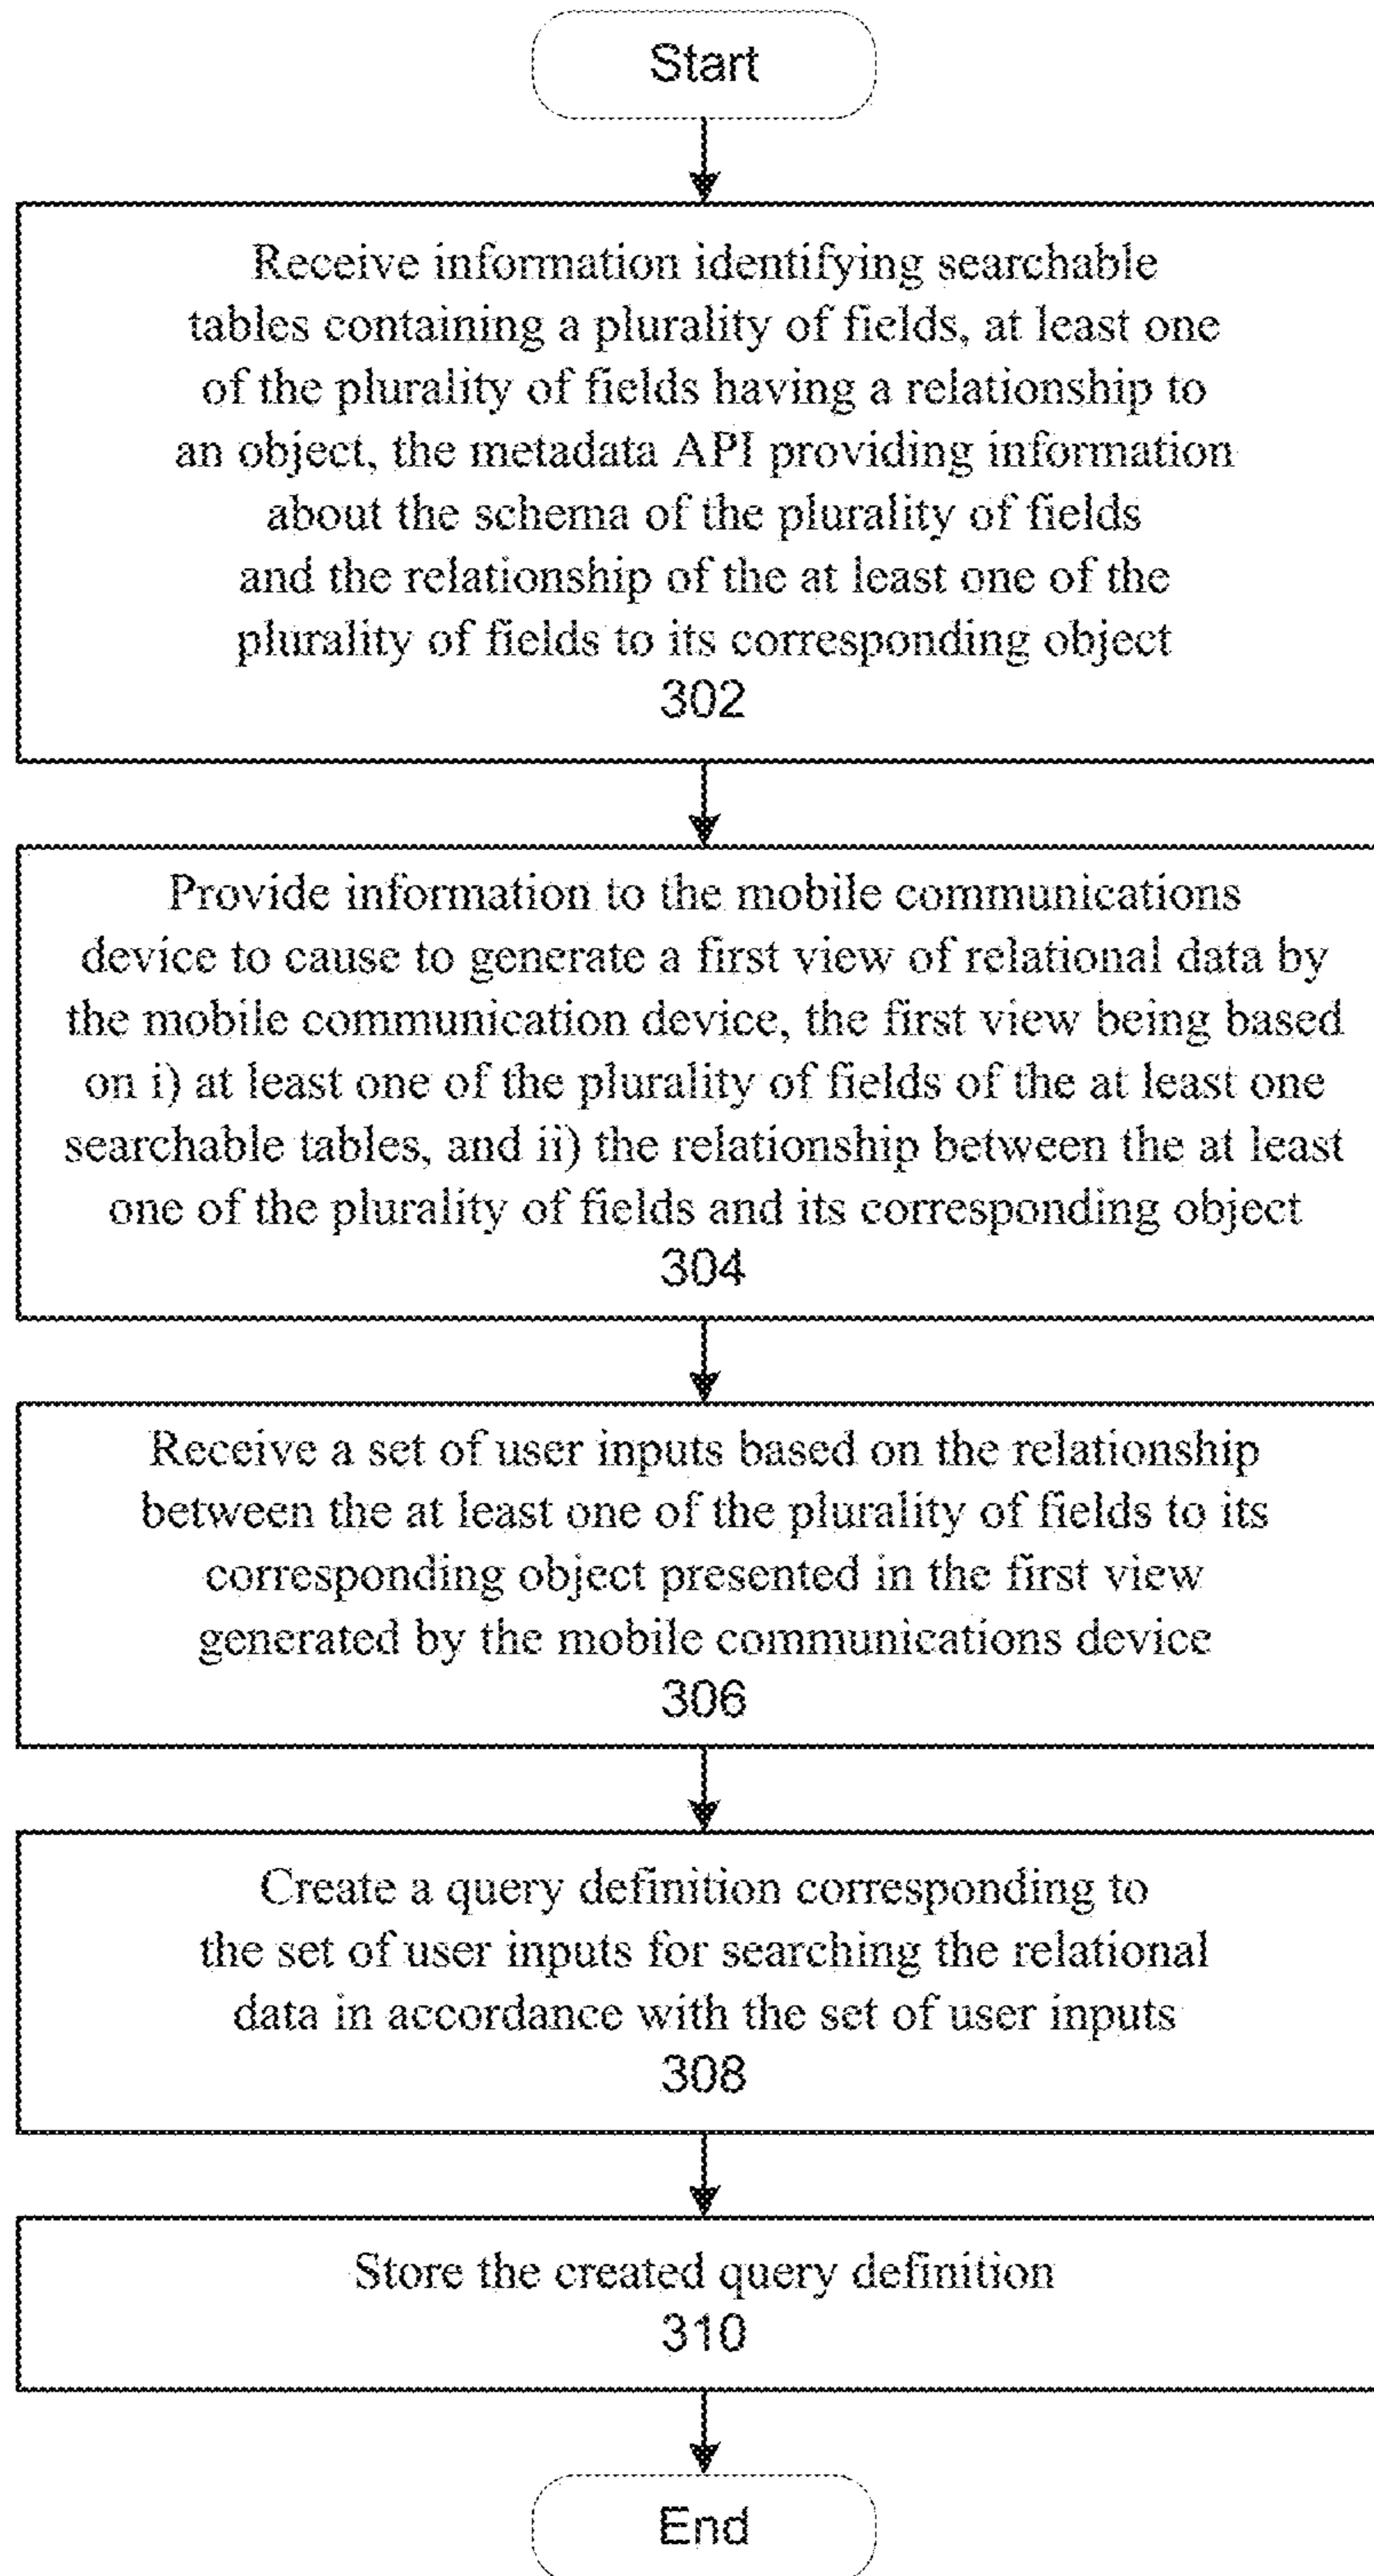 Start
Receive information identifying searchable
tables containing a plurality of fields, at least one
of the plurality of fields having a relationship to
an object, the metadata API providing information
about the schema of the plurality of fields
and the relationship of the at least one of the
plurality of fields to its corresponding object
302
Provide information to the mobile communications
device to cause to generate a first view of relational data by
the mobile communication device, the first view being based
on i) at least one of the plurality of fields of the at least one
searchable tables, and ii) the relationship between the at least
one of the plurality of fields and its corresponding object
304
Receive a set of user inputs based on the relationship
between the at least one of the plurality of fields to its
corresponding object presented in the first view
generated by the mobile communications device
306
Create a query definition corresponding to
the set of user inputs for searching the relational
data in accordance with the set of user inputs
308
Store the created query definition
310
End